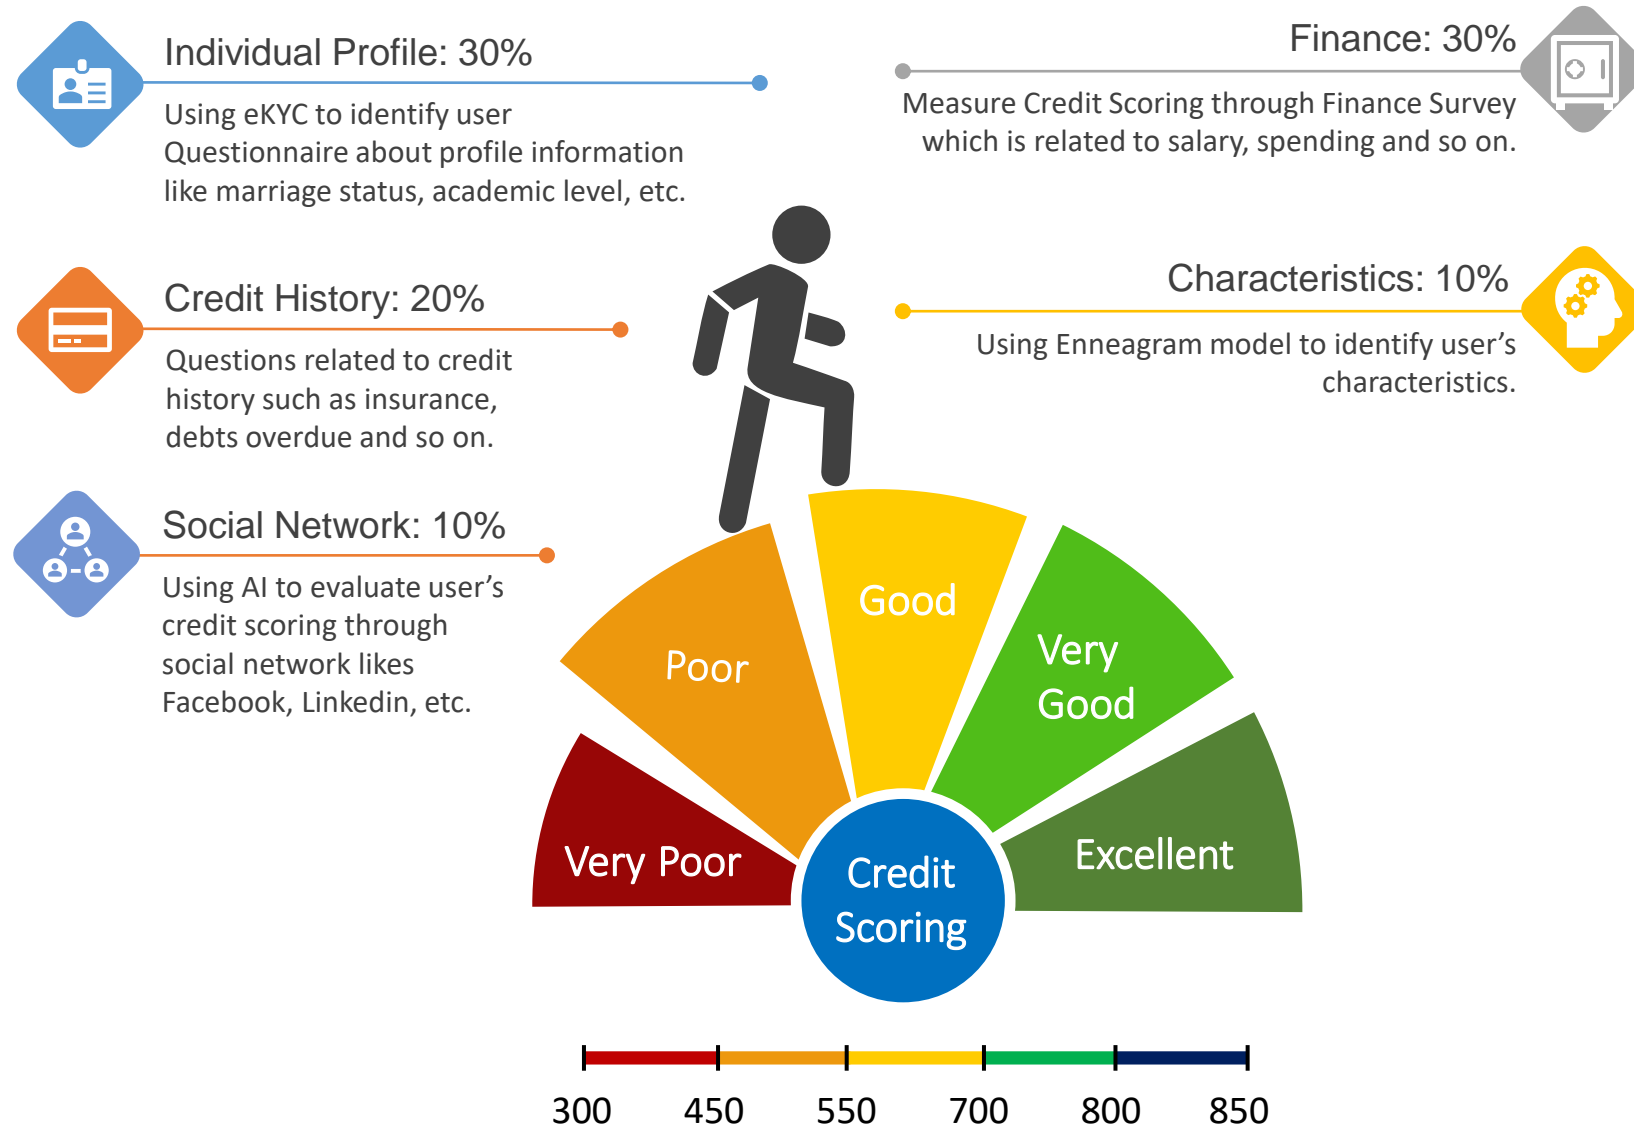 Individual Profile: 30%
Using eKYC to identify user
Questionnaire about profile information
like marriage status, academic level, etc.
Credit History: 20%
Questions related to credit
history such as insurance,
debts overdue and so on.
Social Network: 10%
Using AI to evaluate user’s
credit scoring through
social network likes
Facebook, Linkedin, etc.
Finance: 30%
Measure Credit Scoring through Finance Survey
which is related to salary, spending and so on.
Characteristics: 10%
Using Enneagram model to identify user’s
characteristics.
Very Poor
Poor
Good
Very
Good
Excellent
Credit
Scoring
300 450 550 700 800 850